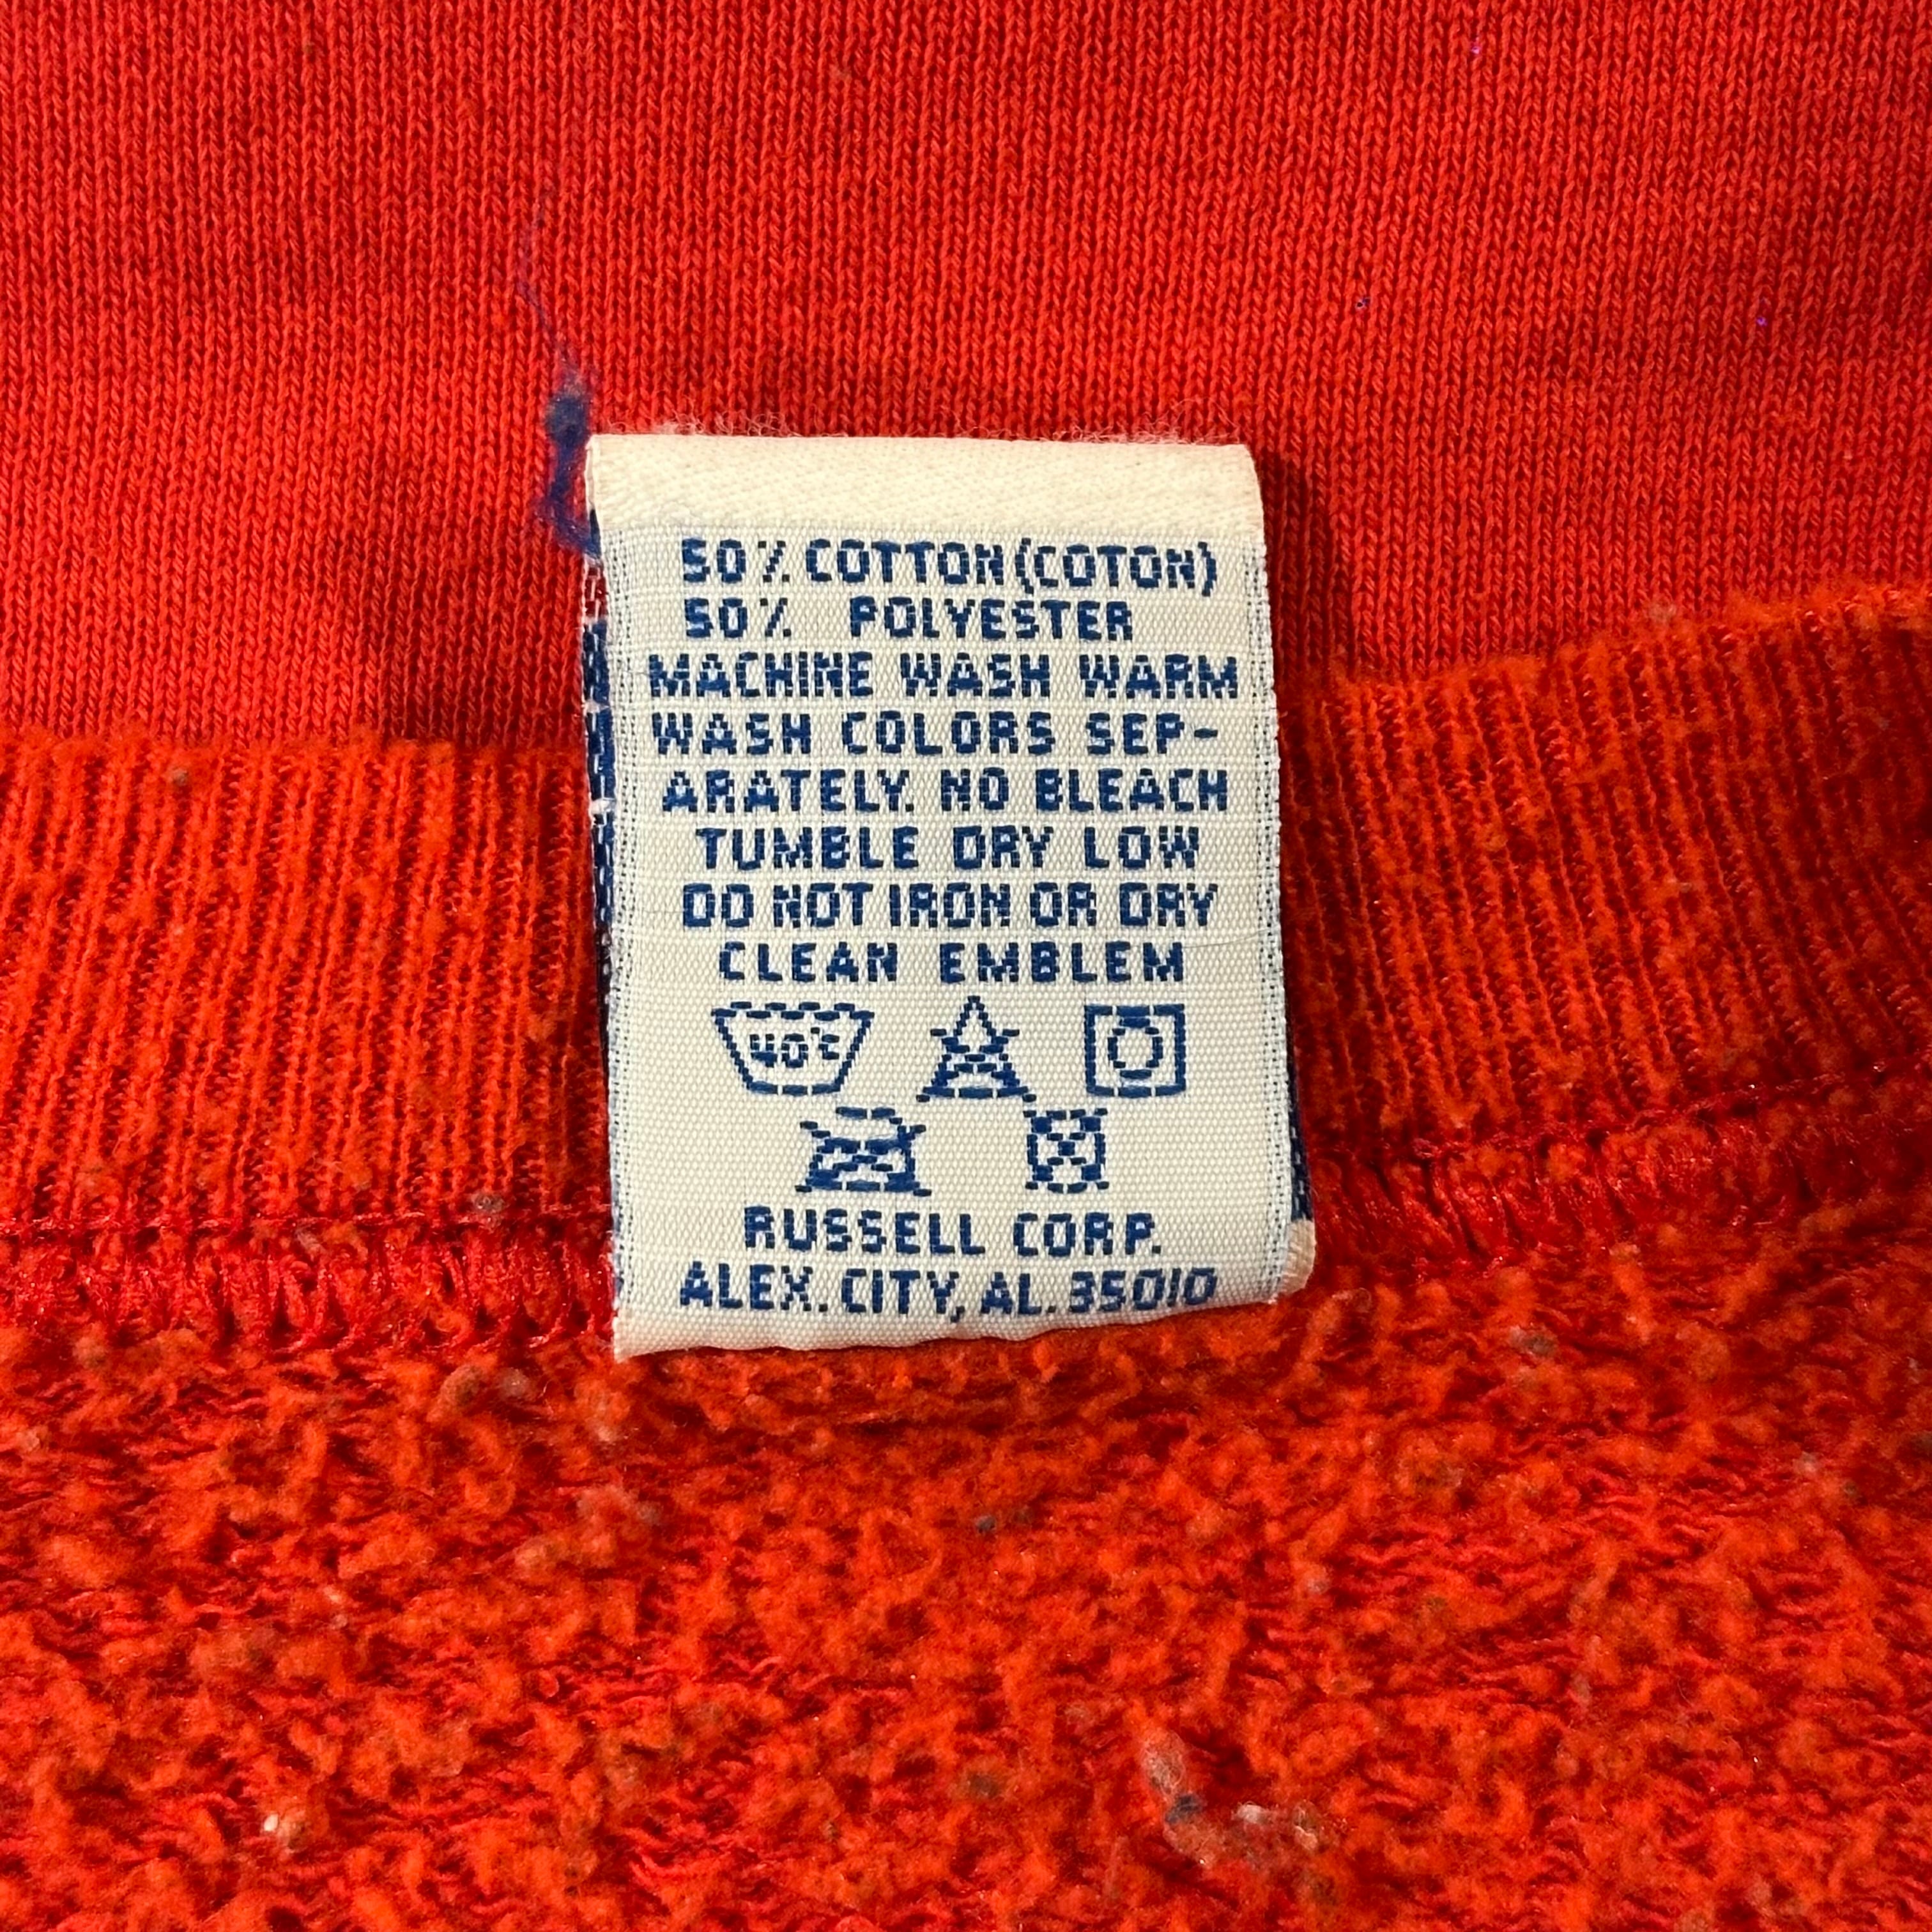 50% COTTON (COTON)
50% POLYESTER
MACHINE WASH WARM
WASH COLORS SEP-
ARATELY. NO BLEACH
TUMBLE DRY LOW
DO NOT IRON OR DRY
CLEAN EMBLEM
40°C
RUSSELL CORP.
ALEX. CITY, AL. 35010